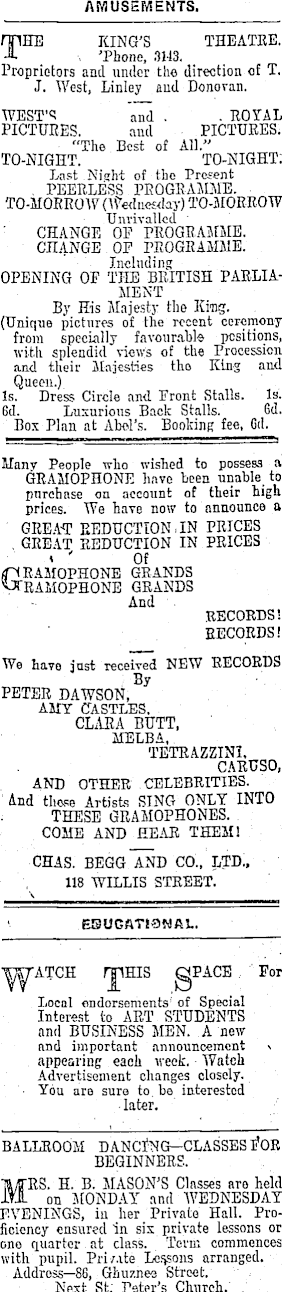 AMUSEMENTS.
THE KING'S THEATRE.
'Phone, 3143.
Proprietors and under the direction of T.
J. West, Linley and Donovan.
WEST'S and ROYAL
PICTURES. and PICTURES.
"The Best of All."
TO-NIGHT. TO-NIGHT.
Last Night of the Present
PEERLESS PROGRAMME.
TO-MORROW (Wednesday) TO-MORROW
Unrivalled
CHANGE OF PROGRAMME.
CHANGE OF PROGRAMME.
Including
OPENING OF THE BRITISH PARLIA-
MENT
By His Majesty the King.
(Unique pictures of the recent ceremony
from specially favourable positions,
with splendid views of the Procession
and their Majesties the King and
Queen.)
1s. Dress Circle and Front Stalls. 1s.
6d. Luxurious Back Stalls. 6d.
Box Plan at Abel's. Booking fee, 6d.
Many People who wished to possess a
GRAMOPHONE have been unable to
purchase on account of their high
prices. We have now to announce a
GREAT REDUCTION IN PRICES
GREAT REDUCTION IN PRICES
Of
GRAMOPHONE GRANDS
GRAMOPHONE GRANDS
And
RECORDS!
RECORDS!
We have just received NEW RECORDS
By
PETER DAWSON,
AMY CASTLES,
CLARA BUTT,
MELBA,
TETRAZZINI,
CARUSO,
AND OTHER CELEBRITIES.
And these Artists SING ONLY INTO
THESE GRAMOPHONES.
COME AND HEAR THEM!
CHAS. BEGG AND CO., LTD.,
118 WILLIS STREET.
EDUCATIONAL.
WATCH THIS SPACE For
Local endorsements of Special
Interest to ART STUDENTS
and BUSINESS MEN. A new
and important announcement
appearing each week. Watch
Advertisement changes closely.
You are sure to be interested
later.
BALLROOM DANCING—CLASSES FOR
BEGINNERS.
MRS. H. B. MASON'S Classes are held
on MONDAY and WEDNESDAY
EVENINGS, in her Private Hall. Pro-
ficiency ensured in six private lessons or
one quarter at class. Term commences
with pupil. Private Lessons arranged.
Address—86, Ghuznee Street.
Next St. Peter's Church.